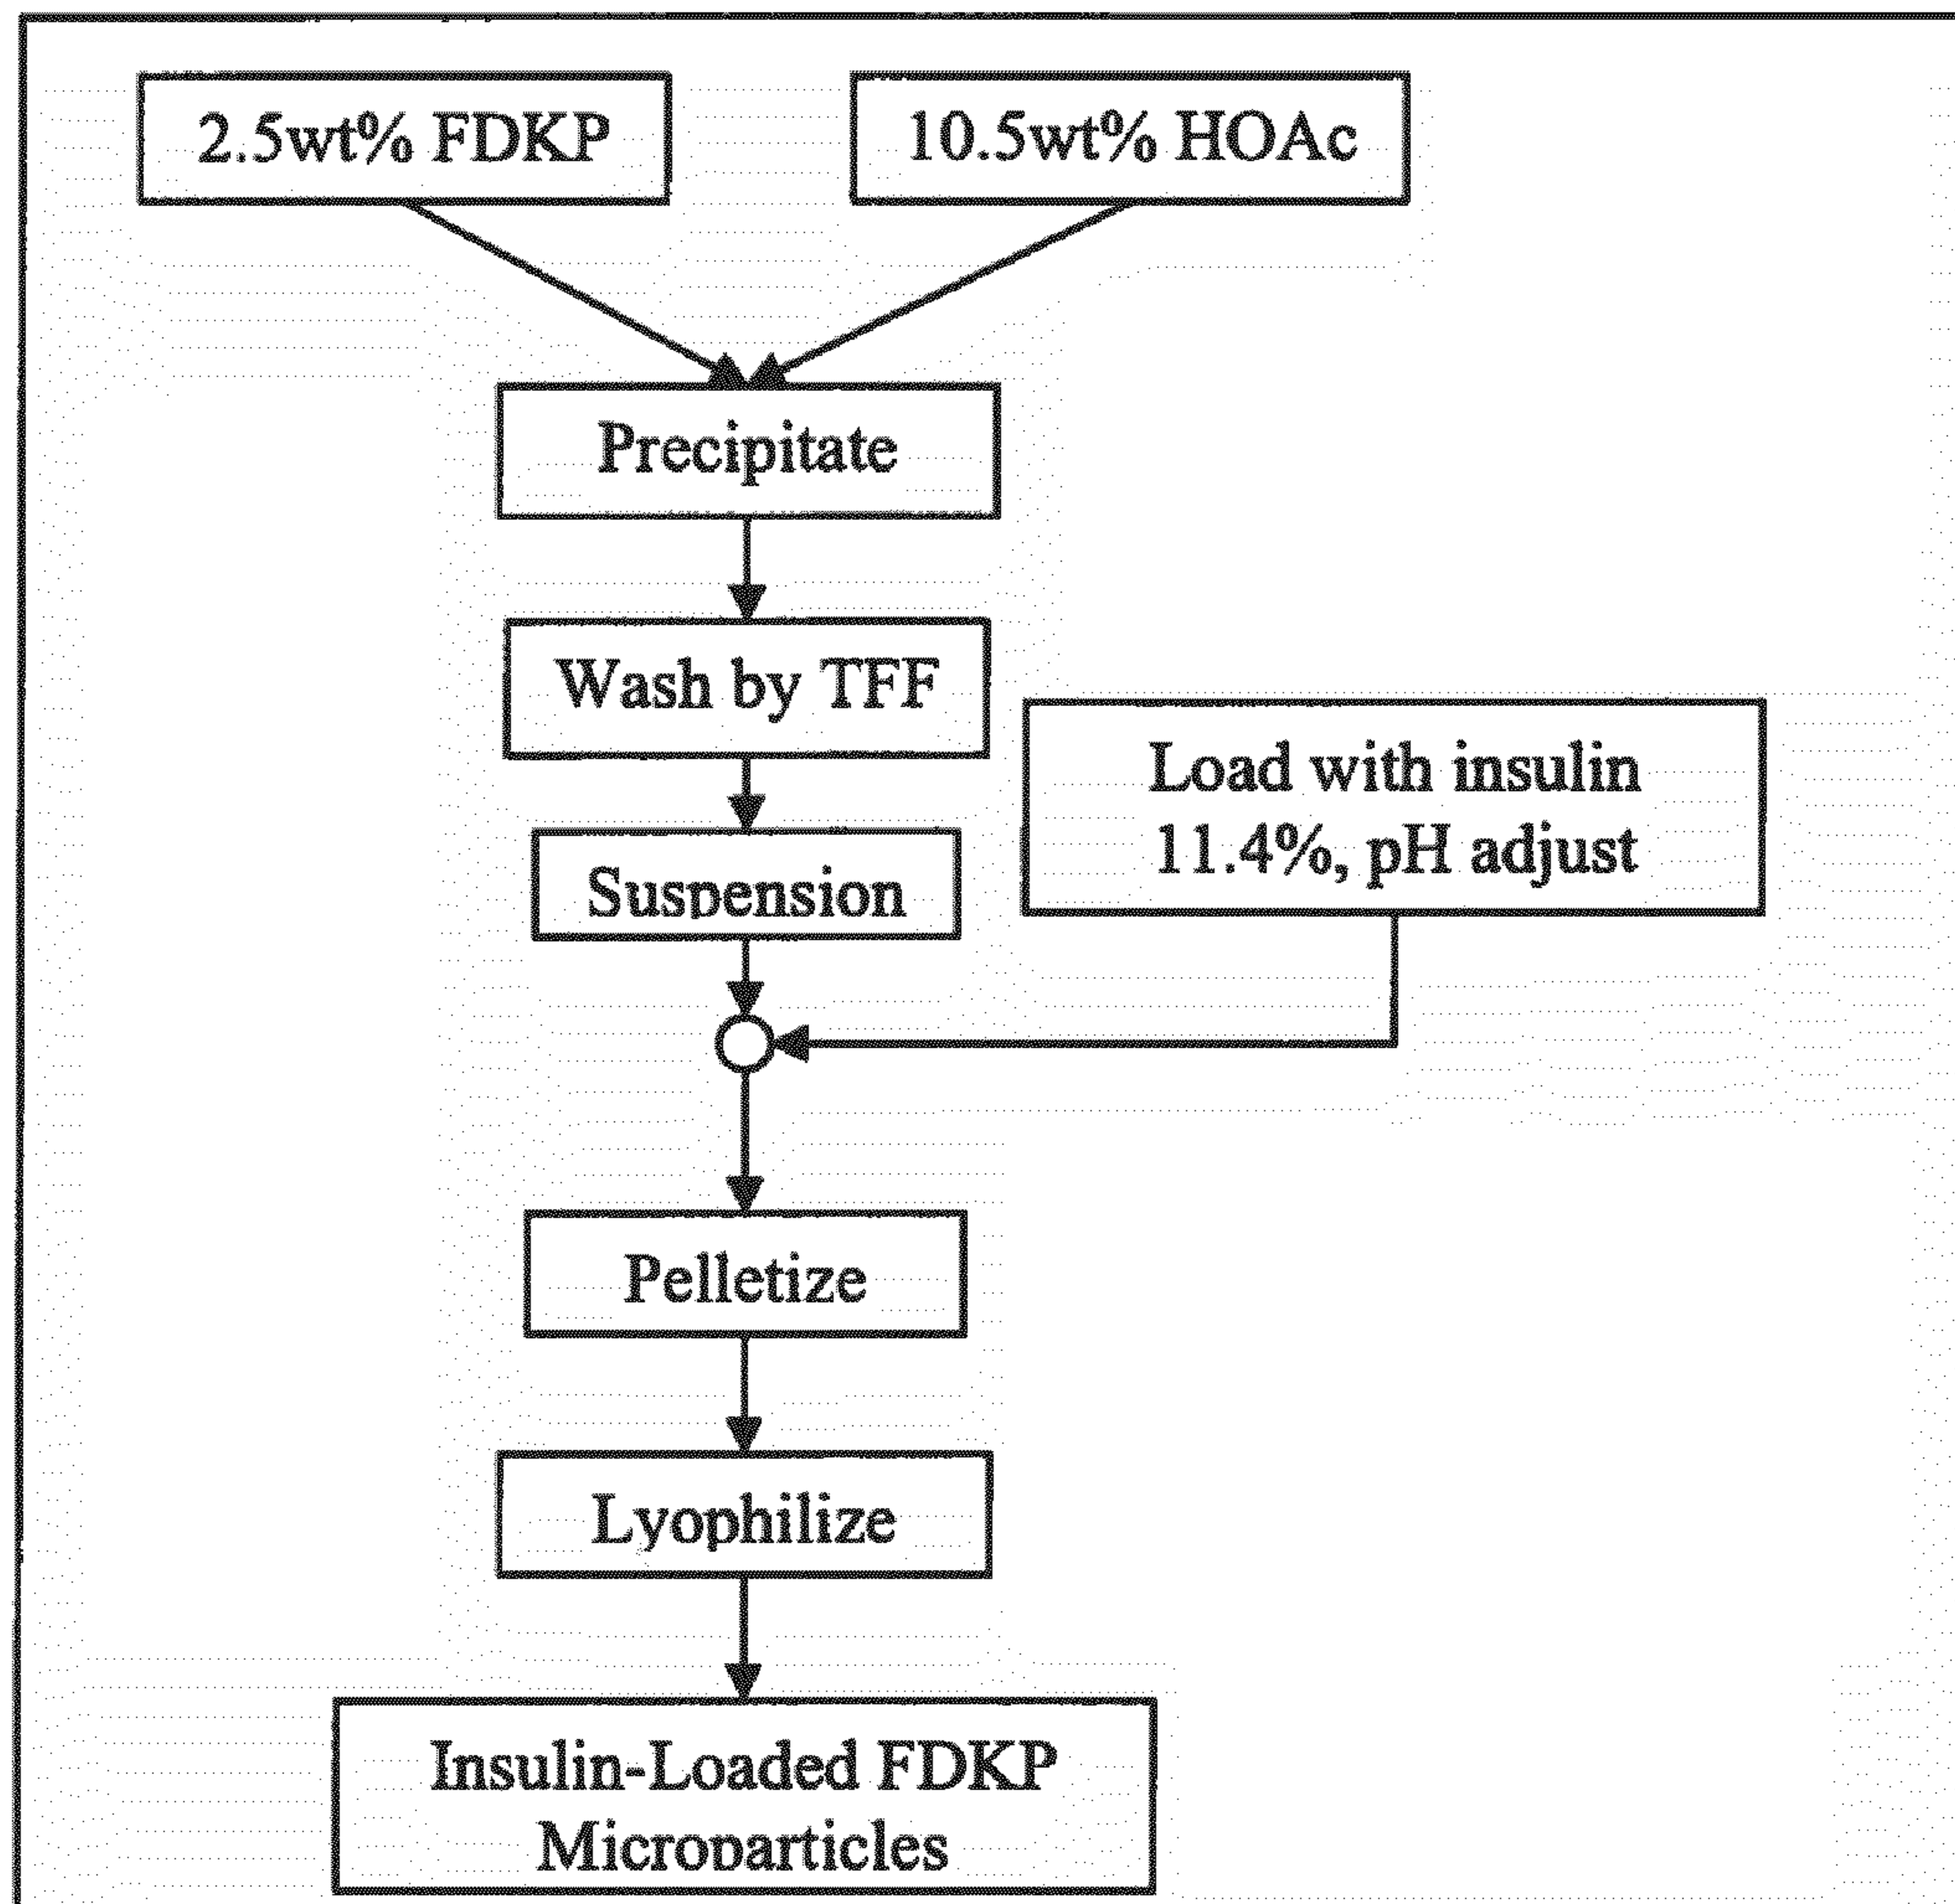 2.5wt% FDKP
10.5wt% HOAc
Precipitate
Wash by TFF
Load with insulin
11.4%, pH adjust
Suspension
Pelletize
Lyophilize
Insulin-Loaded FDKP
Microparticles